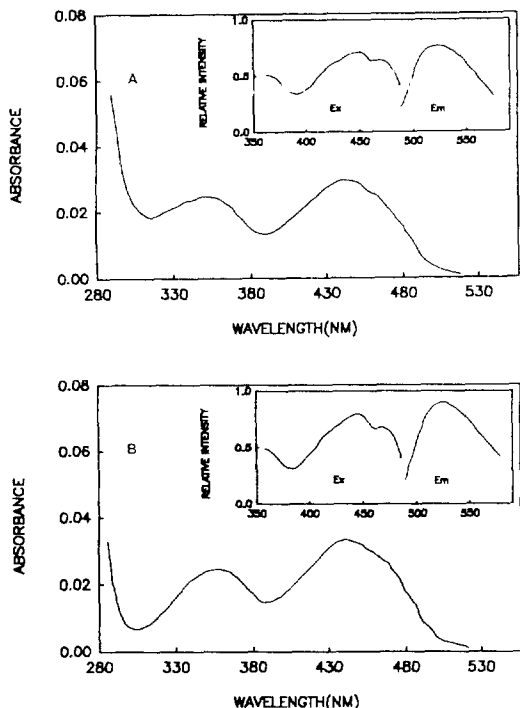 A
0.08
0.06
0.04
0.02
0.00
ABSORBANCE
280 330 380 430 480 530
WAVELENGTH(NM)
1.0
0.5
0.0
RELATIVE INTENSITY
Ex
Em
350 400 450 500 550
B
0.08
0.06
0.04
0.02
0.00
ABSORBANCE
280 330 380 430 480 530
WAVELENGTH(NM)
1.0
0.5
0.0
RELATIVE INTENSITY
Ex
Em
350 400 450 500 550